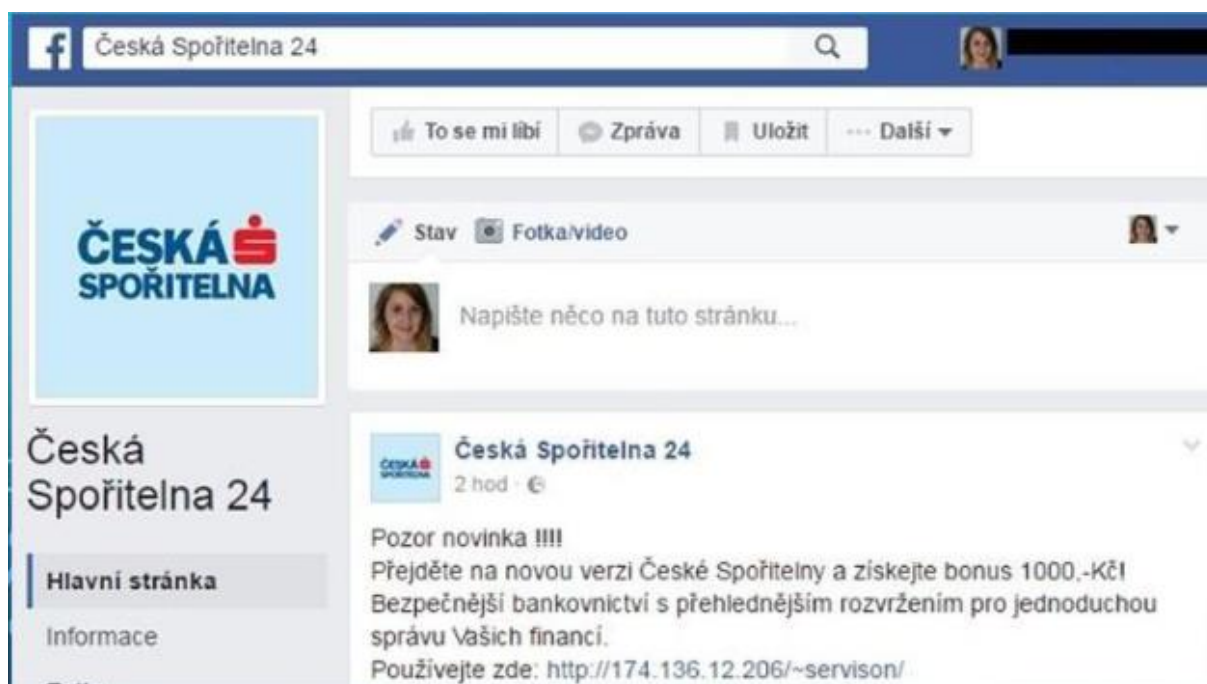 Česká Spořitelna 24
To se mi líbí
Zpráva
Uložit
Další
Stav
Fotka/video
Napište něco na tuto stránku...
ČESKÁ
SPOŘITELNA
Česká
Spořitelna 24
Hlavní stránka
Informace
ČESKÁ
SPOŘITELNA
Česká Spořitelna 24
2 hod
Pozor novinka !!!!
Přejděte na novou verzi České Spořitelny a získejte bonus 1000,-Kč!
Bezpečnější bankovnictví s přehlednějším rozvržením pro jednoduchou
správu Vašich financí.
Používejte zde: http://174.136.12.206/~servison/